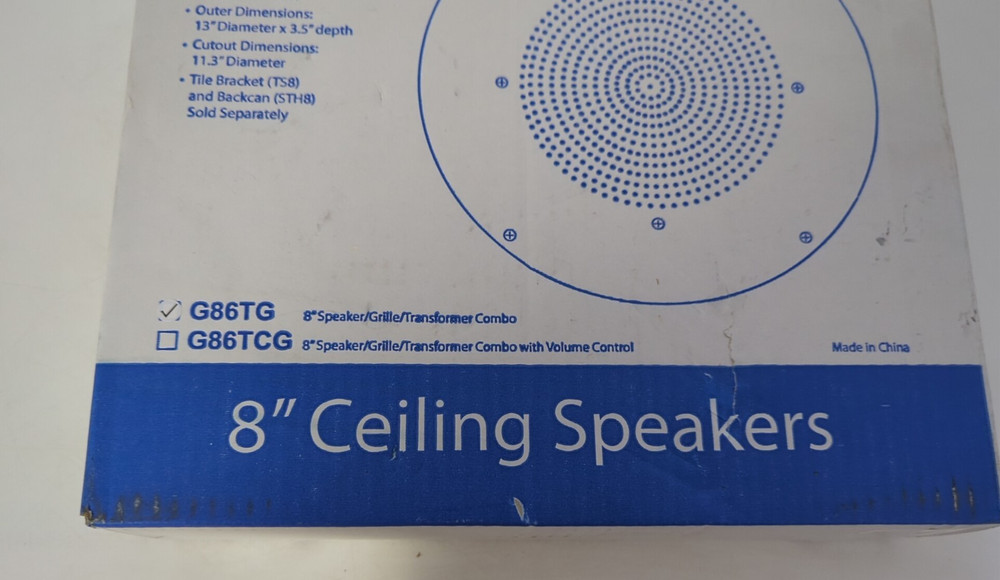 • Outer Dimensions:
13" Diameter x 3.5" depth
• Cutout Dimensions:
11.3" Diameter
• Tile Bracket (TS8)
and Backcan (STH8)
Sold Separately
G86TG 8" Speaker/Grille/Transformer Combo
G86TCG 8" Speaker/Grille/Transformer Combo with Volume Control
Made in China
8" Ceiling Speakers